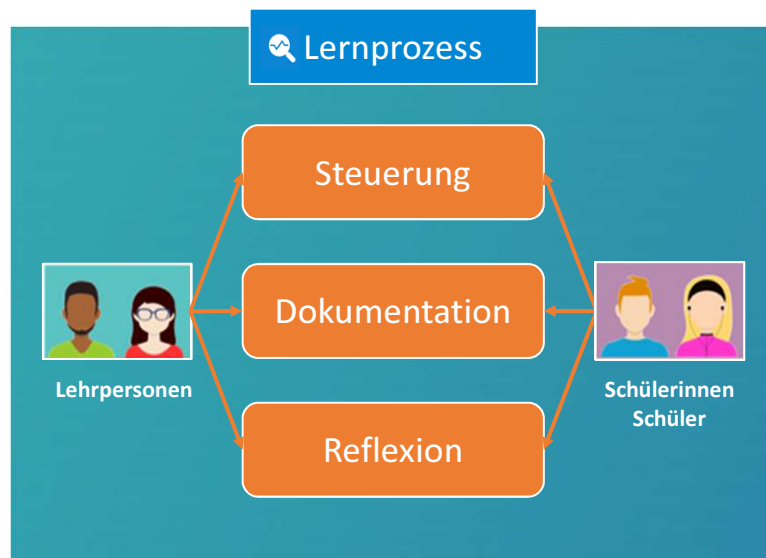 Lernprozess
Steuerung
Dokumentation
Lehrpersonen
Schülerinnen
Schüler
Reflexion